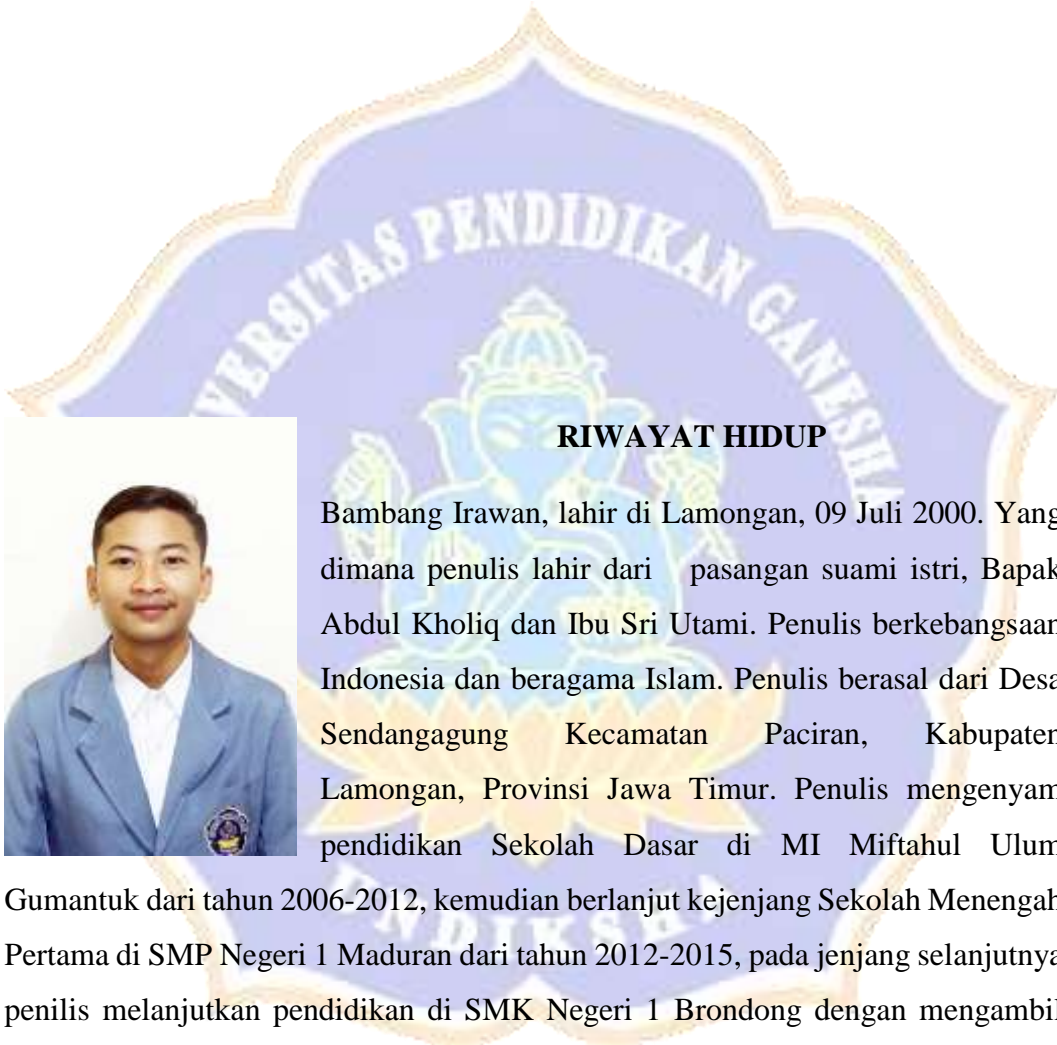 UNIVERSITAS PENDIDIKAN GANESHA
RIWAYAT HIDUP
Bambang Irawan, lahir di Lamongan, 09 Juli 2000. Yang
dimana penulis lahir dari pasangan suami istri, Bapak
Abdul Kholiq dan Ibu Sri Utami. Penulis berkebangsaan
Indonesia dan beragama Islam. Penulis berasal dari Desa
Sendangagung Kecamatan Paciran, Kabupaten
Lamongan, Provinsi Jawa Timur. Penulis mengenyam
pendidikan Sekolah Dasar di MI Miftahul Ulum
Gumantuk dari tahun 2006-2012, kemudian berlanjut kejenjang Sekolah Menengah
Pertama di SMP Negeri 1 Maduran dari tahun 2012-2015, pada jenjang selanjutnya
penilis melanjutkan pendidikan di SMK Negeri 1 Brondong dengan mengambil
UNDIKSHA